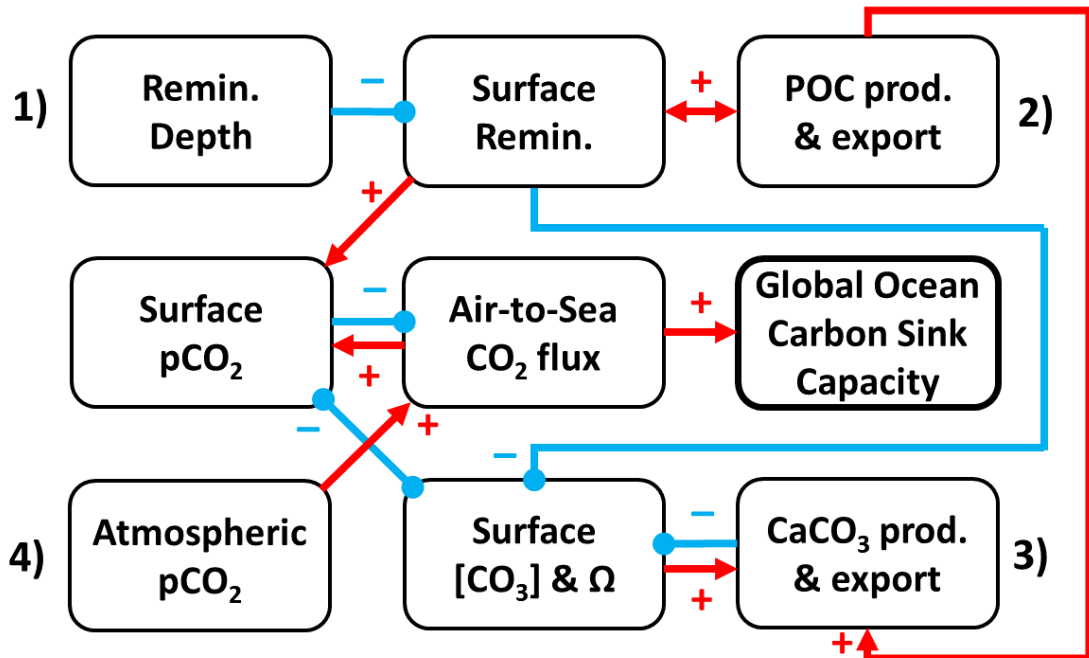 1)
Remin.
Depth
−
Surface
Remin.
+
POC prod.
& export
2)
+
Surface
pCO₂
−
+
Air-to-Sea
CO₂ flux
+
Global Ocean
Carbon Sink
Capacity
−
+
−
4)
Atmospheric
pCO₂
Surface
[CO₃] & Ω
−
+
CaCO₃ prod.
& export
3)
+